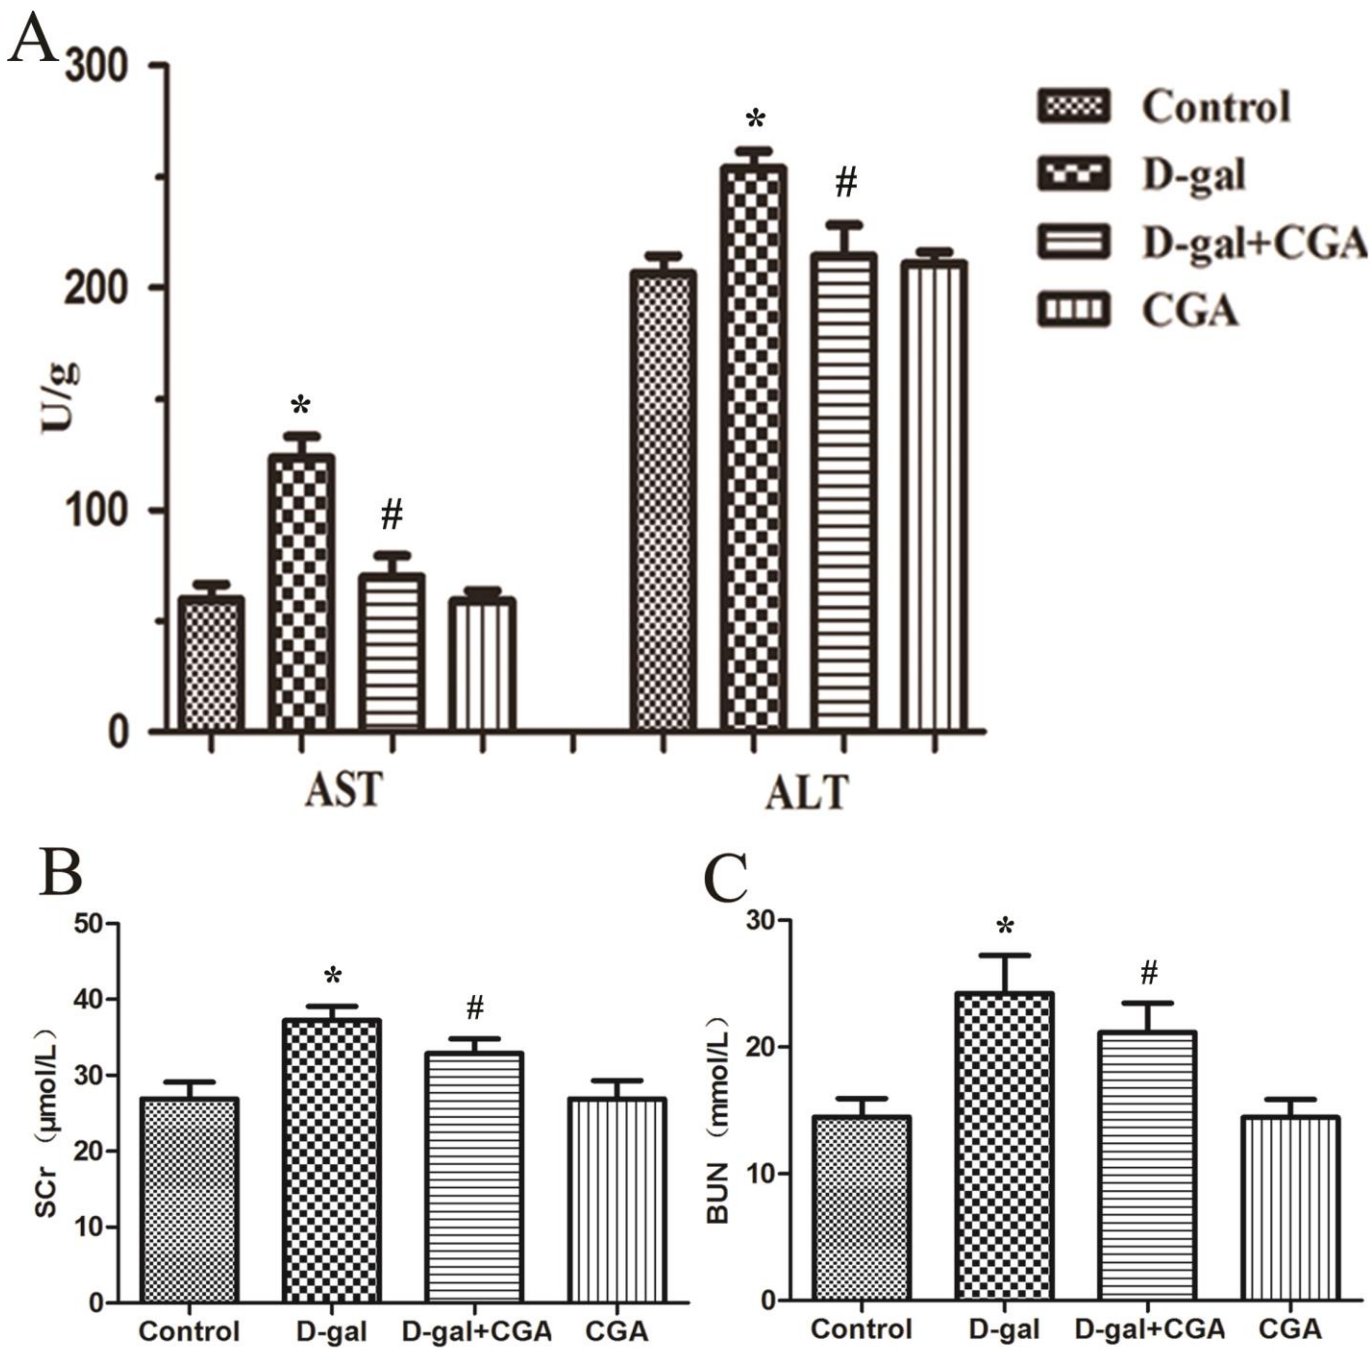 A
300
200
100
0
U/g
*
#
*
#
AST
ALT
Control
D-gal
D-gal+CGA
CGA
B
50
40
30
20
10
0
SCr （μmol/L）
*
#
Control
D-gal
D-gal+CGA
CGA
C
30
20
10
0
BUN （mmol/L）
*
#
Control
D-gal
D-gal+CGA
CGA